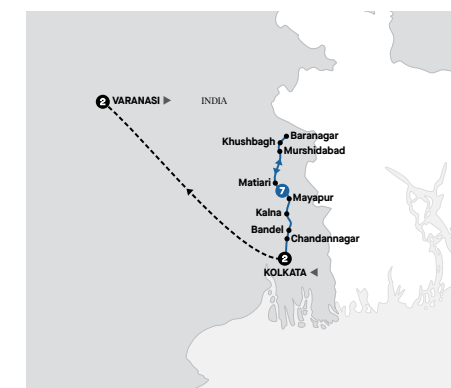 2 VARANASI ▶
INDIA
Baranagar
Khushbagh
Murshidabad
Matiari
7
Mayapur
Kalna
Bandel
Chandannagar
2
KOLKATA ◀